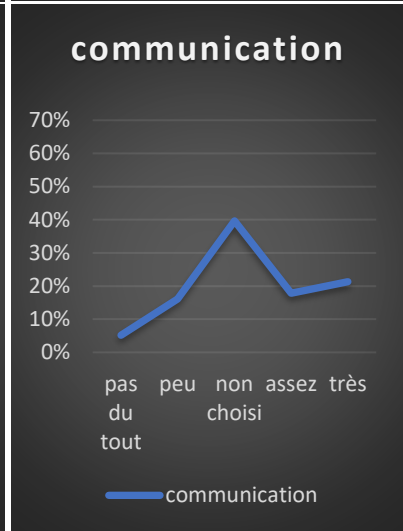 communication
70%
60%
50%
40%
30%
20%
10%
0%
pas du tout
peu
non choisi
assez
très
communication